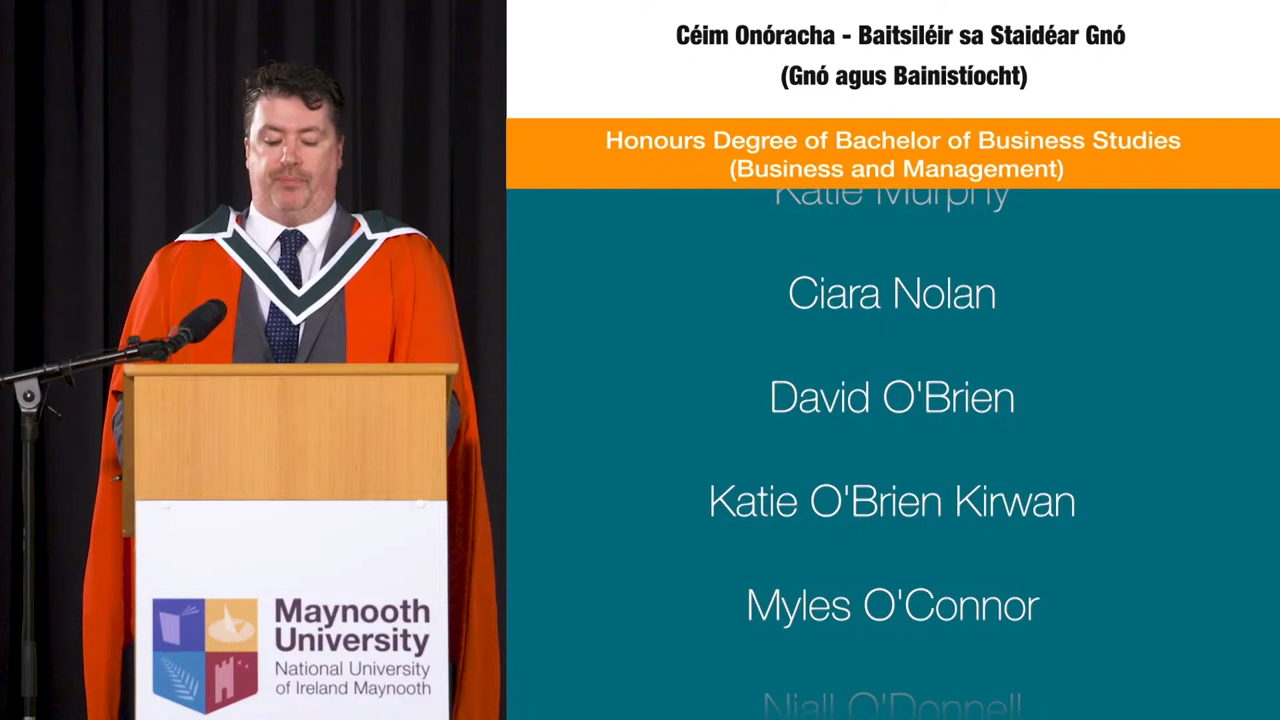 Céim Onóracha - Baitsiléir sa Staidéar Gnó
(Gnó agus Bainistíocht)
Honours Degree of Bachelor of Business Studies
(Business and Management)
Katie Murphy
Ciara Nolan
David O'Brien
Katie O'Brien Kirwan
Myles O'Connor
Niall O'Donnell
Maynooth
University
National University
of Ireland Maynooth